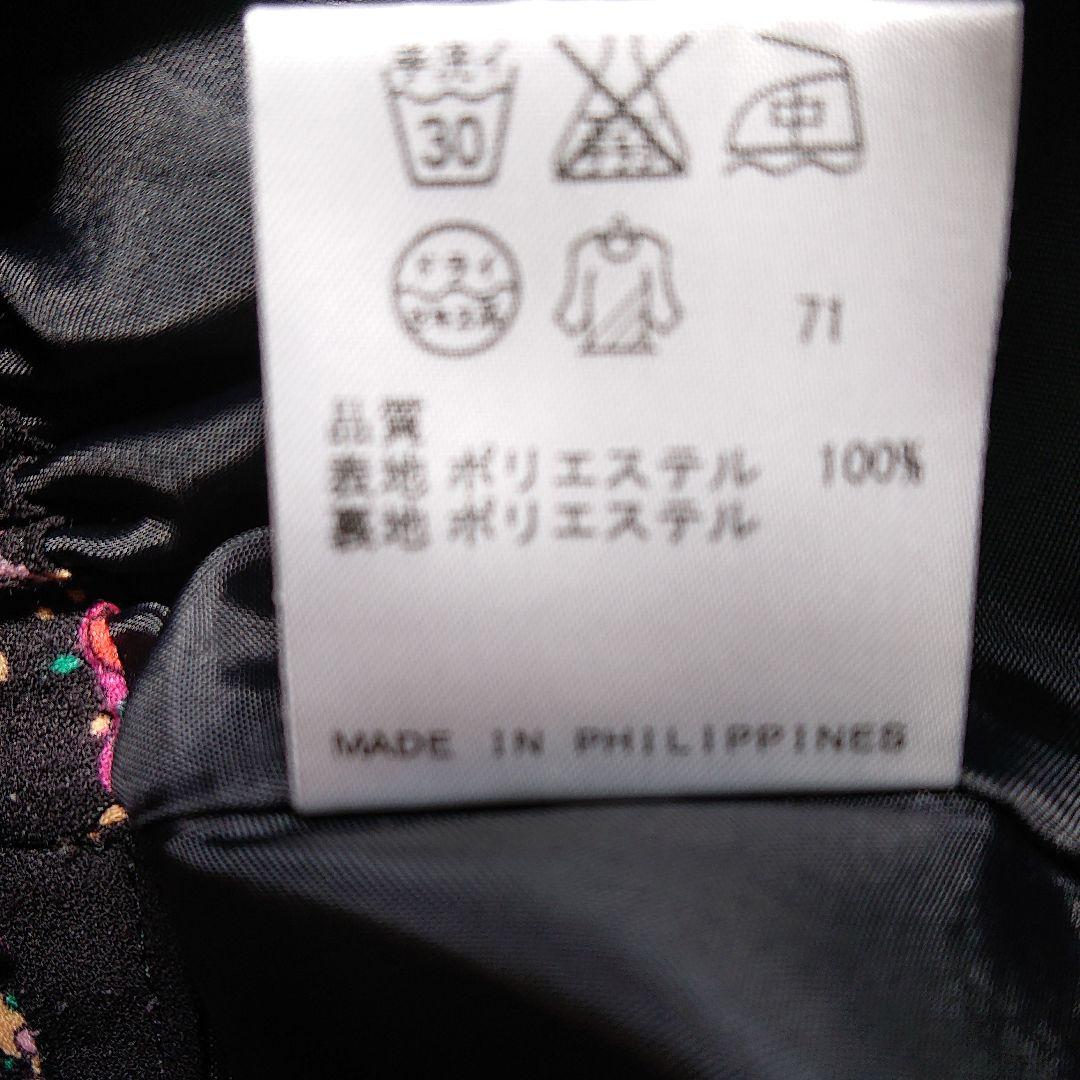 手洗イ
30
中
ドライ
セキユ系
71
品質
表地 ポリエステル 100%
裏地 ポリエステル
MADE IN PHILIPPINES